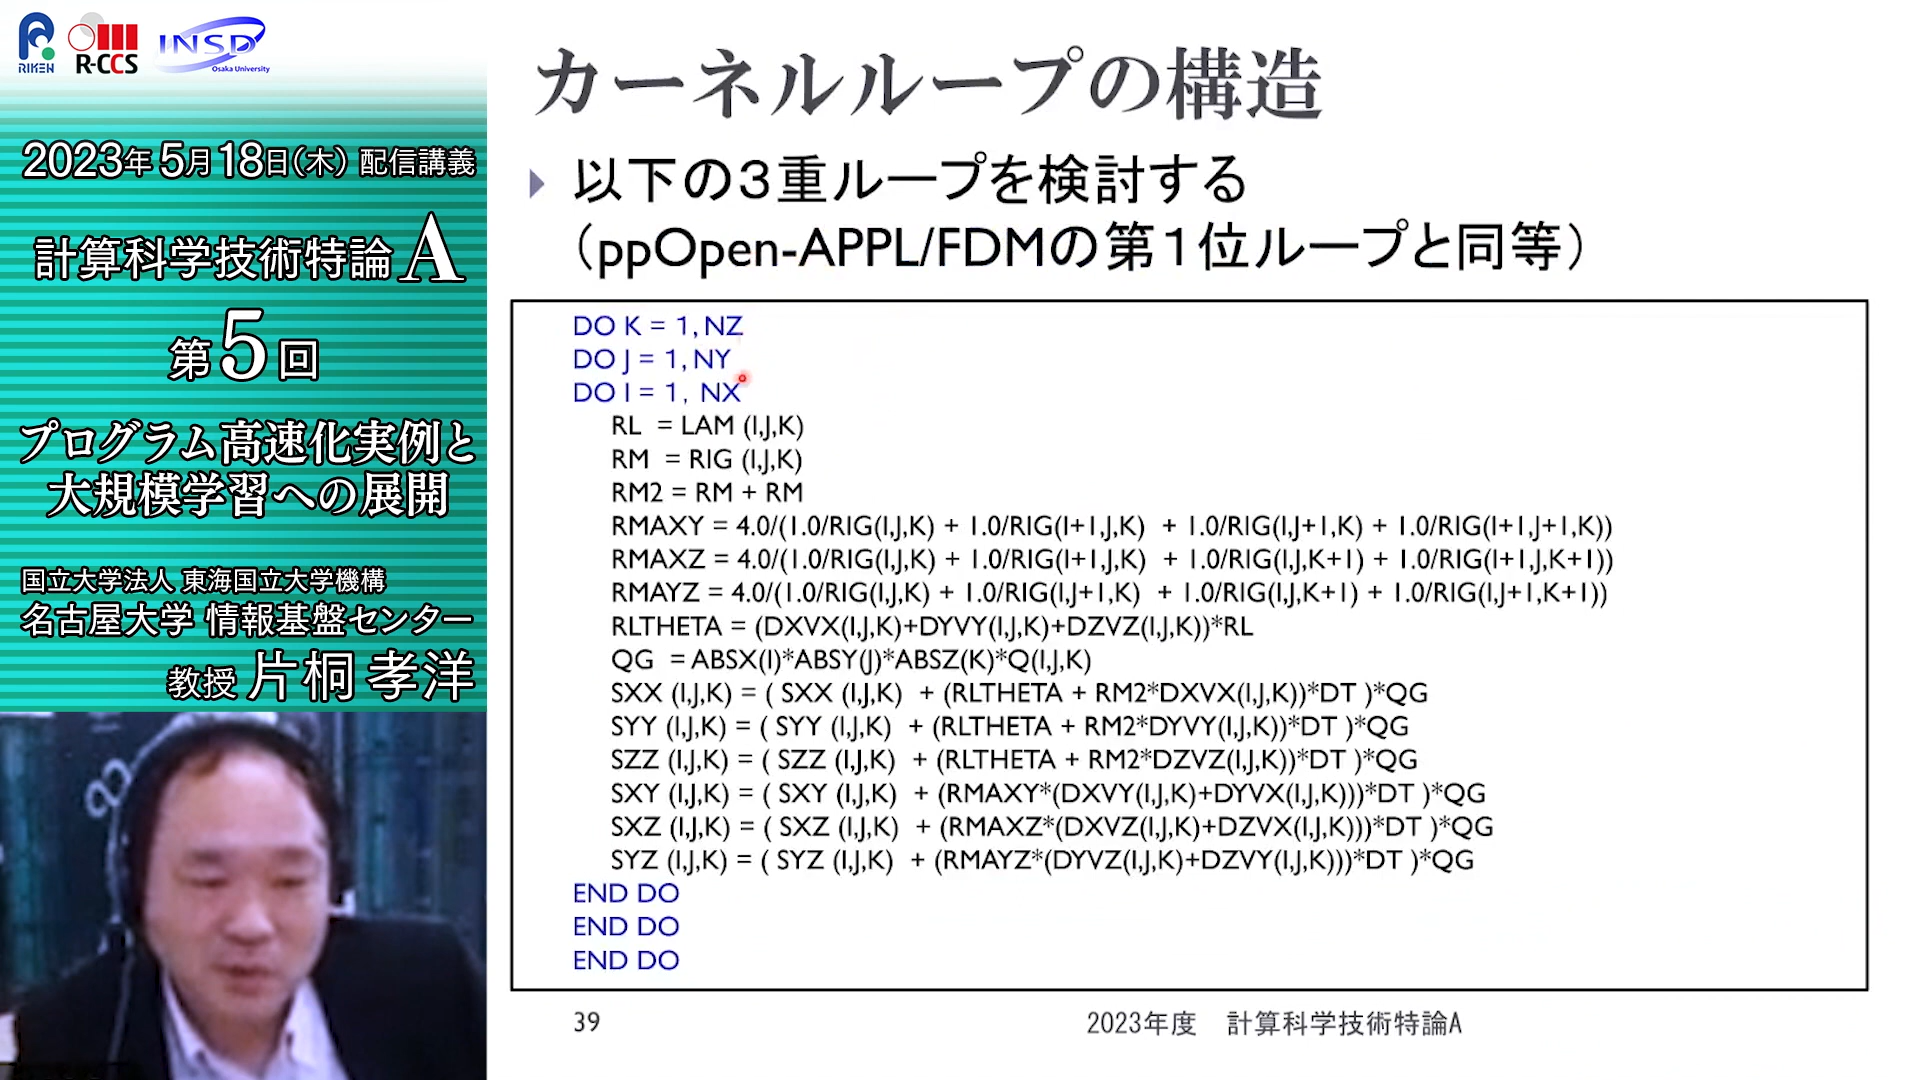 RIKEN
R-CCS
INSD
Osaka University
2023年5月18日(木) 配信講義
計算科学技術特論A
第5回
プログラム高速化実例と
大規模学習への展開
国立大学法人 東海国立大学機構
名古屋大学 情報基盤センター
教授 片桐 孝洋
カーネルループの構造
以下の３重ループを検討する
（ppOpen-APPL/FDMの第１位ループと同等）
DO K = 1, NZ
DO J = 1, NY
DO I = 1, NX
RL = LAM (I,J,K)
RM = RIG (I,J,K)
RM2 = RM + RM
RMAXY = 4.0/(1.0/RIG(I,J,K) + 1.0/RIG(I+1,J,K) + 1.0/RIG(I,J+1,K) + 1.0/RIG(I+1,J+1,K))
RMAXZ = 4.0/(1.0/RIG(I,J,K) + 1.0/RIG(I+1,J,K) + 1.0/RIG(I,J,K+1) + 1.0/RIG(I+1,J,K+1))
RMAYZ = 4.0/(1.0/RIG(I,J,K) + 1.0/RIG(I,J+1,K) + 1.0/RIG(I,J,K+1) + 1.0/RIG(I,J+1,K+1))
RLTHETA = (DXVX(I,J,K)+DYVY(I,J,K)+DZVZ(I,J,K))*RL
QG = ABSX(I)*ABSY(J)*ABSZ(K)*Q(I,J,K)
SXX (I,J,K) = ( SXX (I,J,K) + (RLTHETA + RM2*DXVX(I,J,K))*DT )*QG
SYY (I,J,K) = ( SYY (I,J,K) + (RLTHETA + RM2*DYVY(I,J,K))*DT )*QG
SZZ (I,J,K) = ( SZZ (I,J,K) + (RLTHETA + RM2*DZVZ(I,J,K))*DT )*QG
SXY (I,J,K) = ( SXY (I,J,K) + (RMAXY*(DXVY(I,J,K)+DYVX(I,J,K)))*DT )*QG
SXZ (I,J,K) = ( SXZ (I,J,K) + (RMAXZ*(DXVZ(I,J,K)+DZVX(I,J,K)))*DT )*QG
SYZ (I,J,K) = ( SYZ (I,J,K) + (RMAYZ*(DYVZ(I,J,K)+DZVY(I,J,K)))*DT )*QG
END DO
END DO
END DO
39
2023年度　計算科学技術特論A